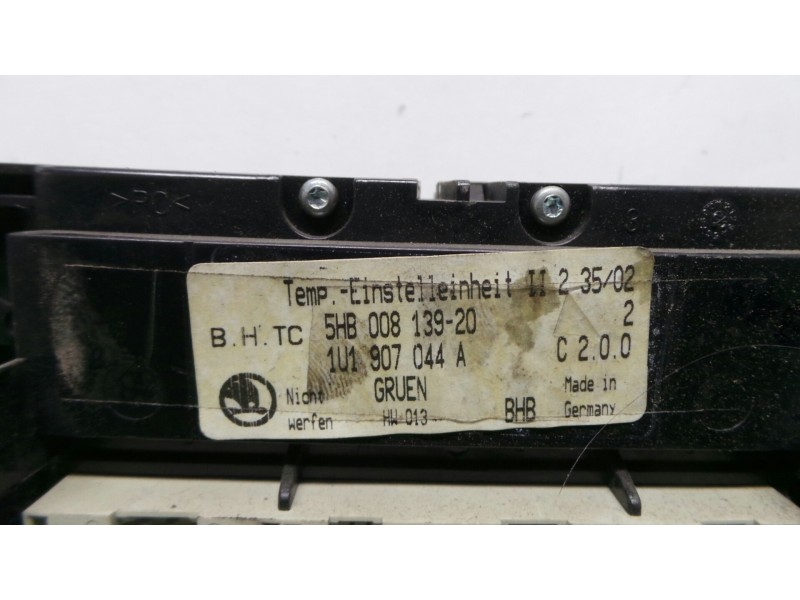 >PC<
Temp.-Einstelleinheit II 2 35/02
B.H.TC 5HB 008 139-20 2
1U1 907 044 A C 2.0.0
Nicht GRUEN Made in
werfen HW 013 BHB Germany